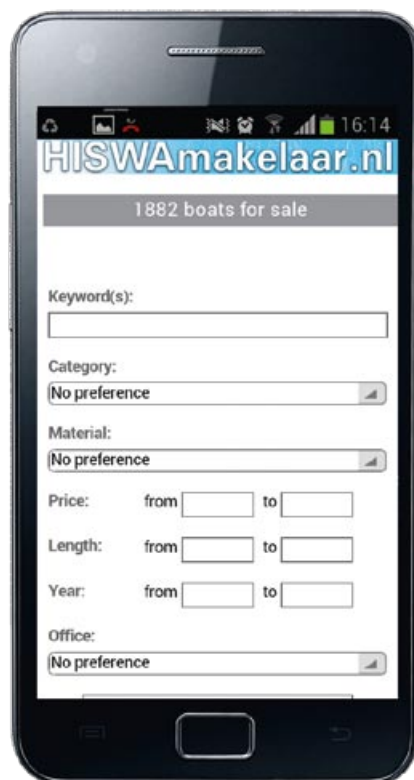 16:14
HISWAmakelaar.nl
1882 boats for sale
Keyword(s):
Category:
No preference
Material:
No preference
Price: from to
Length: from to
Year: from to
Office:
No preference